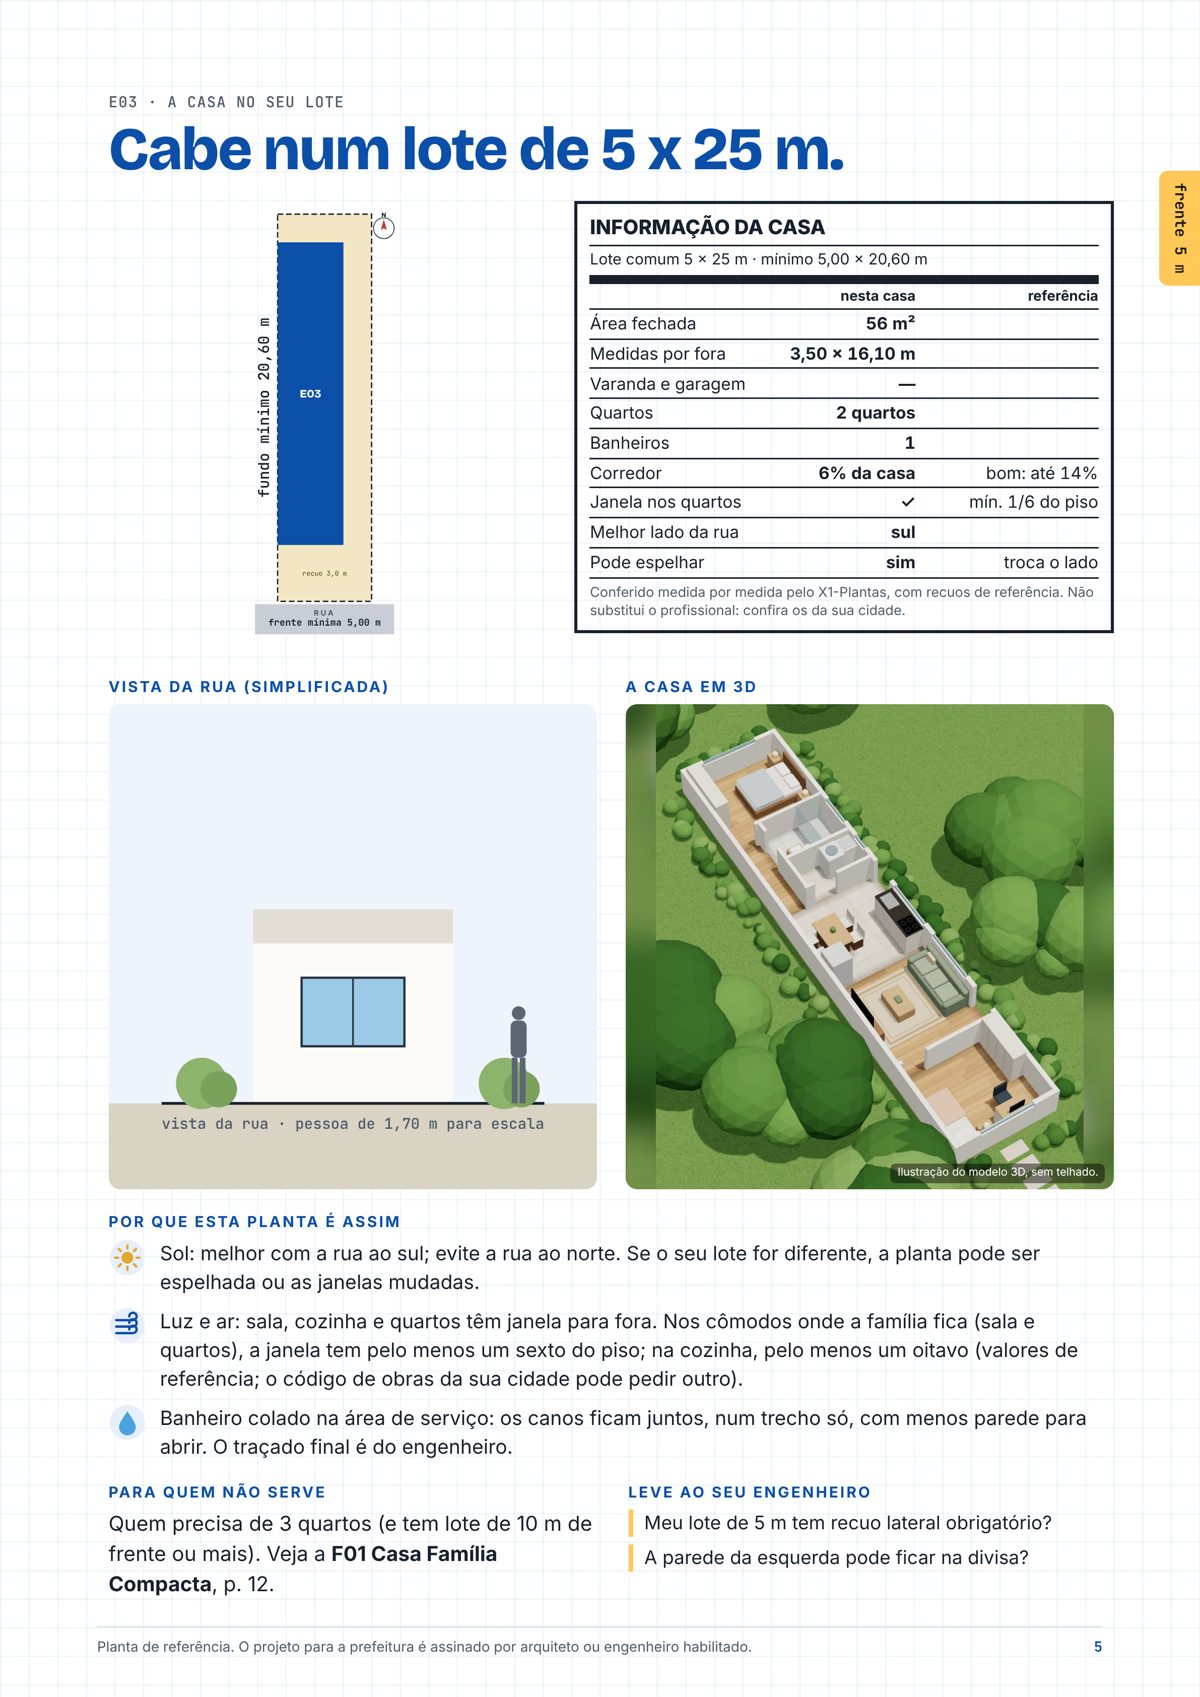 E03 · A CASA NO SEU LOTE
Cabe num lote de 5 x 25 m.
frente 5 m
N
fundo mínimo 20,60 m
E03
recuo 3,0 m
RUA
frente mínima 5,00 m
INFORMAÇÃO DA CASA
Lote comum 5 × 25 m · mínimo 5,00 × 20,60 m
nesta casa referência
Área fechada 56 m²
Medidas por fora 3,50 × 16,10 m
Varanda e garagem —
Quartos 2 quartos
Banheiros 1
Corredor 6% da casa bom: até 14%
Janela nos quartos ✓ mín. 1/6 do piso
Melhor lado da rua sul
Pode espelhar sim troca o lado
Conferido medida por medida pelo X1-Plantas, com recuos de referência. Não
substitui o profissional: confira os da sua cidade.
VISTA DA RUA (SIMPLIFICADA)
vista da rua · pessoa de 1,70 m para escala
A CASA EM 3D
Ilustração do modelo 3D, sem telhado.
POR QUE ESTA PLANTA É ASSIM
Sol: melhor com a rua ao sul; evite a rua ao norte. Se o seu lote for diferente, a planta pode ser
espelhada ou as janelas mudadas.
Luz e ar: sala, cozinha e quartos têm janela para fora. Nos cômodos onde a família fica (sala e
quartos), a janela tem pelo menos um sexto do piso; na cozinha, pelo menos um oitavo (valores de
referência; o código de obras da sua cidade pode pedir outro).
Banheiro colado na área de serviço: os canos ficam juntos, num trecho só, com menos parede para
abrir. O traçado final é do engenheiro.
PARA QUEM NÃO SERVE
Quem precisa de 3 quartos (e tem lote de 10 m de
frente ou mais). Veja a F01 Casa Família
Compacta, p. 12.
LEVE AO SEU ENGENHEIRO
Meu lote de 5 m tem recuo lateral obrigatório?
A parede da esquerda pode ficar na divisa?
Planta de referência. O projeto para a prefeitura é assinado por arquiteto ou engenheiro habilitado.
5